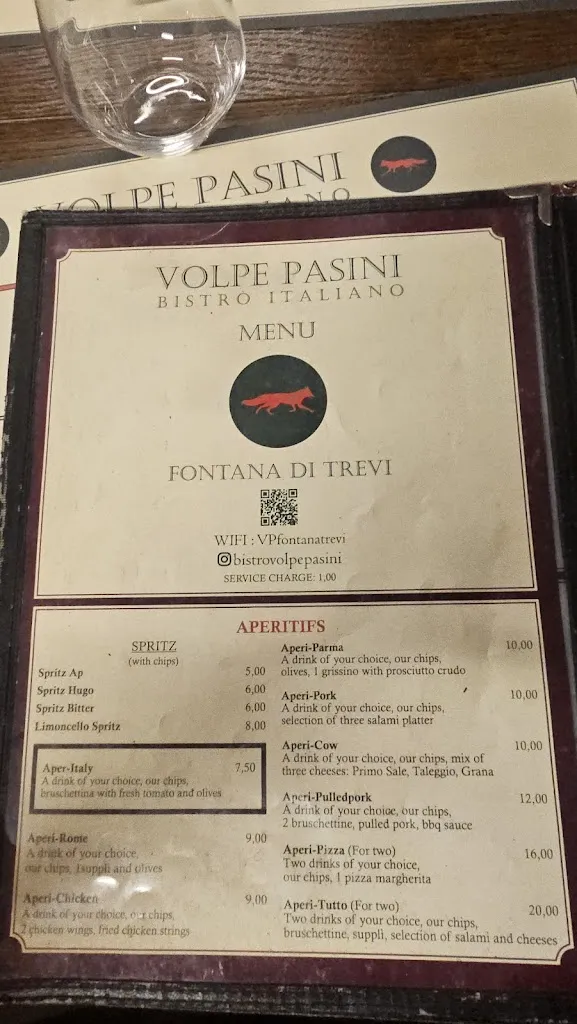 VOLPE PASINI
VOLPE PASINI
BISTRÒ ITALIANO
MENU
FONTANA DI TREVI
WIFI : VPfontanatrevi
bistrovolpepasini
SERVICE CHARGE: 1,00
APERITIFS
SPRITZ
(with chips)
Spritz Ap 5,00
Spritz Hugo 6,00
Spritz Bitter 6,00
Limoncello Spritz 8,00
Aper-Italy 7,50
A drink of your choice, our chips,
bruschettina with fresh tomato and olives
Aperi-Rome 9,00
A drink of your choice,
our chips, 1supplì and olives
Aperi-Chicken 9,00
A drink of your choice, our chips,
2 chicken wings, fried chicken strings
Aperi-Parma 10,00
A drink of your choice, our chips,
olives, 1 grissino with prosciutto crudo
Aperi-Pork 10,00
A drink of your choice, our chips,
selection of three salami platter
Aperi-Cow 10,00
A drink of your choice, our chips, mix of
three cheeses: Primo Sale, Taleggio, Grana
Aperi-Pulledpork 12,00
A drink of your choice, our chips,
2 bruschettine, pulled pork, bbq sauce
Aperi-Pizza (For two) 16,00
Two drinks of your choice,
our chips, 1 pizza margherita
Aperi-Tutto (For two) 20,00
Two drinks of your choice, our chips,
bruschettine, supplì, selection of salami and cheeses